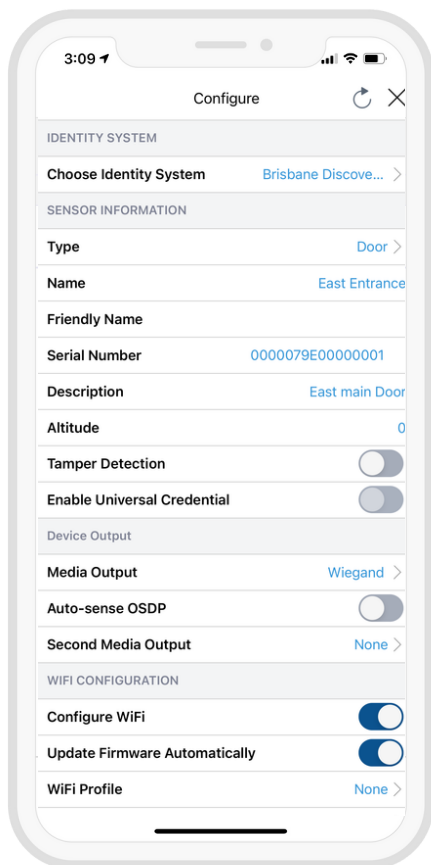 3:09
Configure
IDENTITY SYSTEM
Choose Identity System Brisbane Discove...
SENSOR INFORMATION
Type Door
Name East Entrance
Friendly Name
Serial Number 0000079E00000001
Description East main Door
Altitude 0
Tamper Detection
Enable Universal Credential
Device Output
Media Output Wiegand
Auto-sense OSDP
Second Media Output None
WIFI CONFIGURATION
Configure WiFi
Update Firmware Automatically
WiFi Profile None